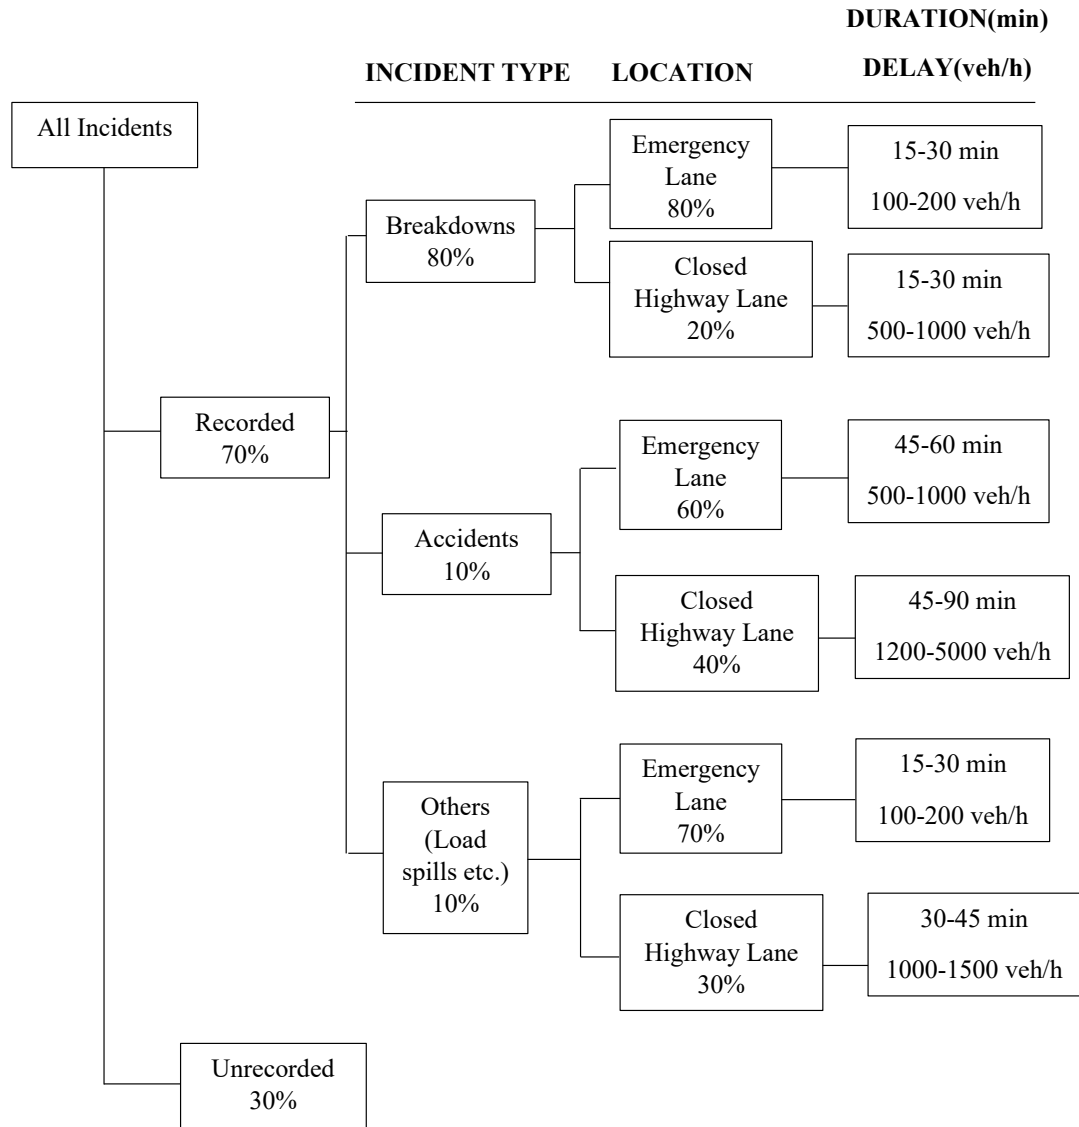 DURATION(min)
INCIDENT TYPE LOCATION DELAY(veh/h)
All Incidents
Recorded
70%
Unrecorded
30%
Breakdowns
80%
Emergency
Lane
80%
15-30 min
100-200 veh/h
Closed
Highway Lane
20%
15-30 min
500-1000 veh/h
Accidents
10%
Emergency
Lane
60%
45-60 min
500-1000 veh/h
Closed
Highway Lane
40%
45-90 min
1200-5000 veh/h
Others
(Load
spills etc.)
10%
Emergency
Lane
70%
15-30 min
100-200 veh/h
Closed
Highway Lane
30%
30-45 min
1000-1500 veh/h